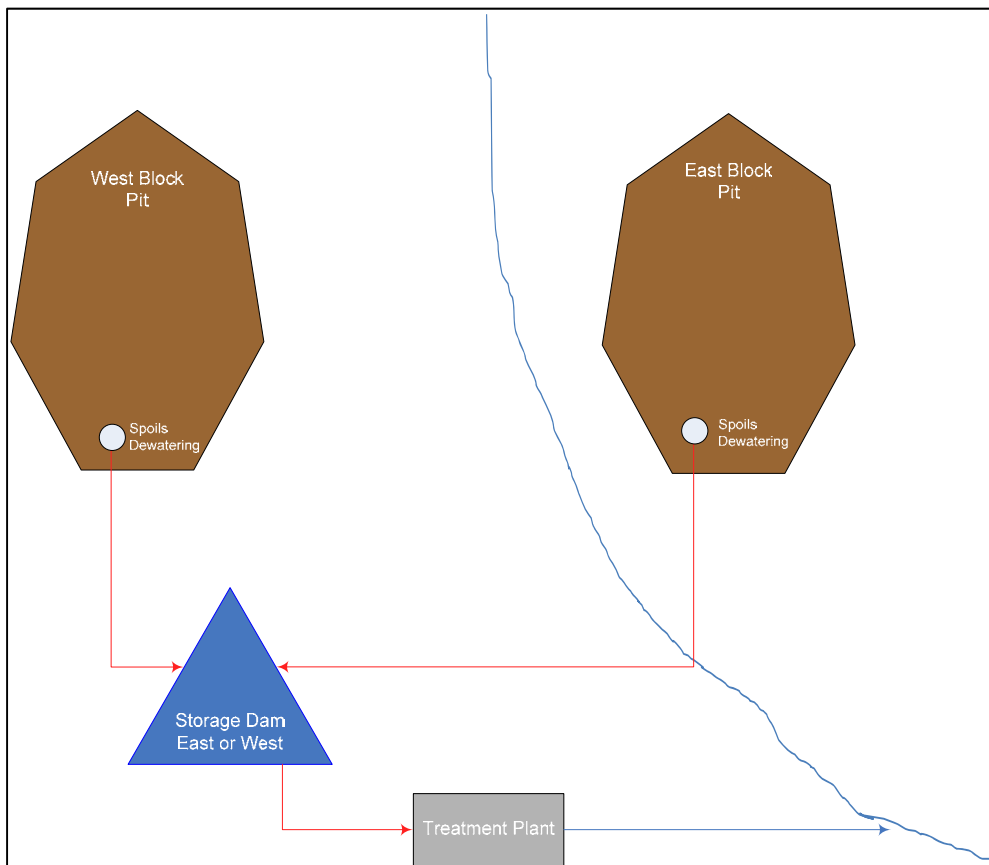 West Block
Pit
East Block
Pit
Spoils
Dewatering
Spoils
Dewatering
Storage Dam
East or West
Treatment Plant